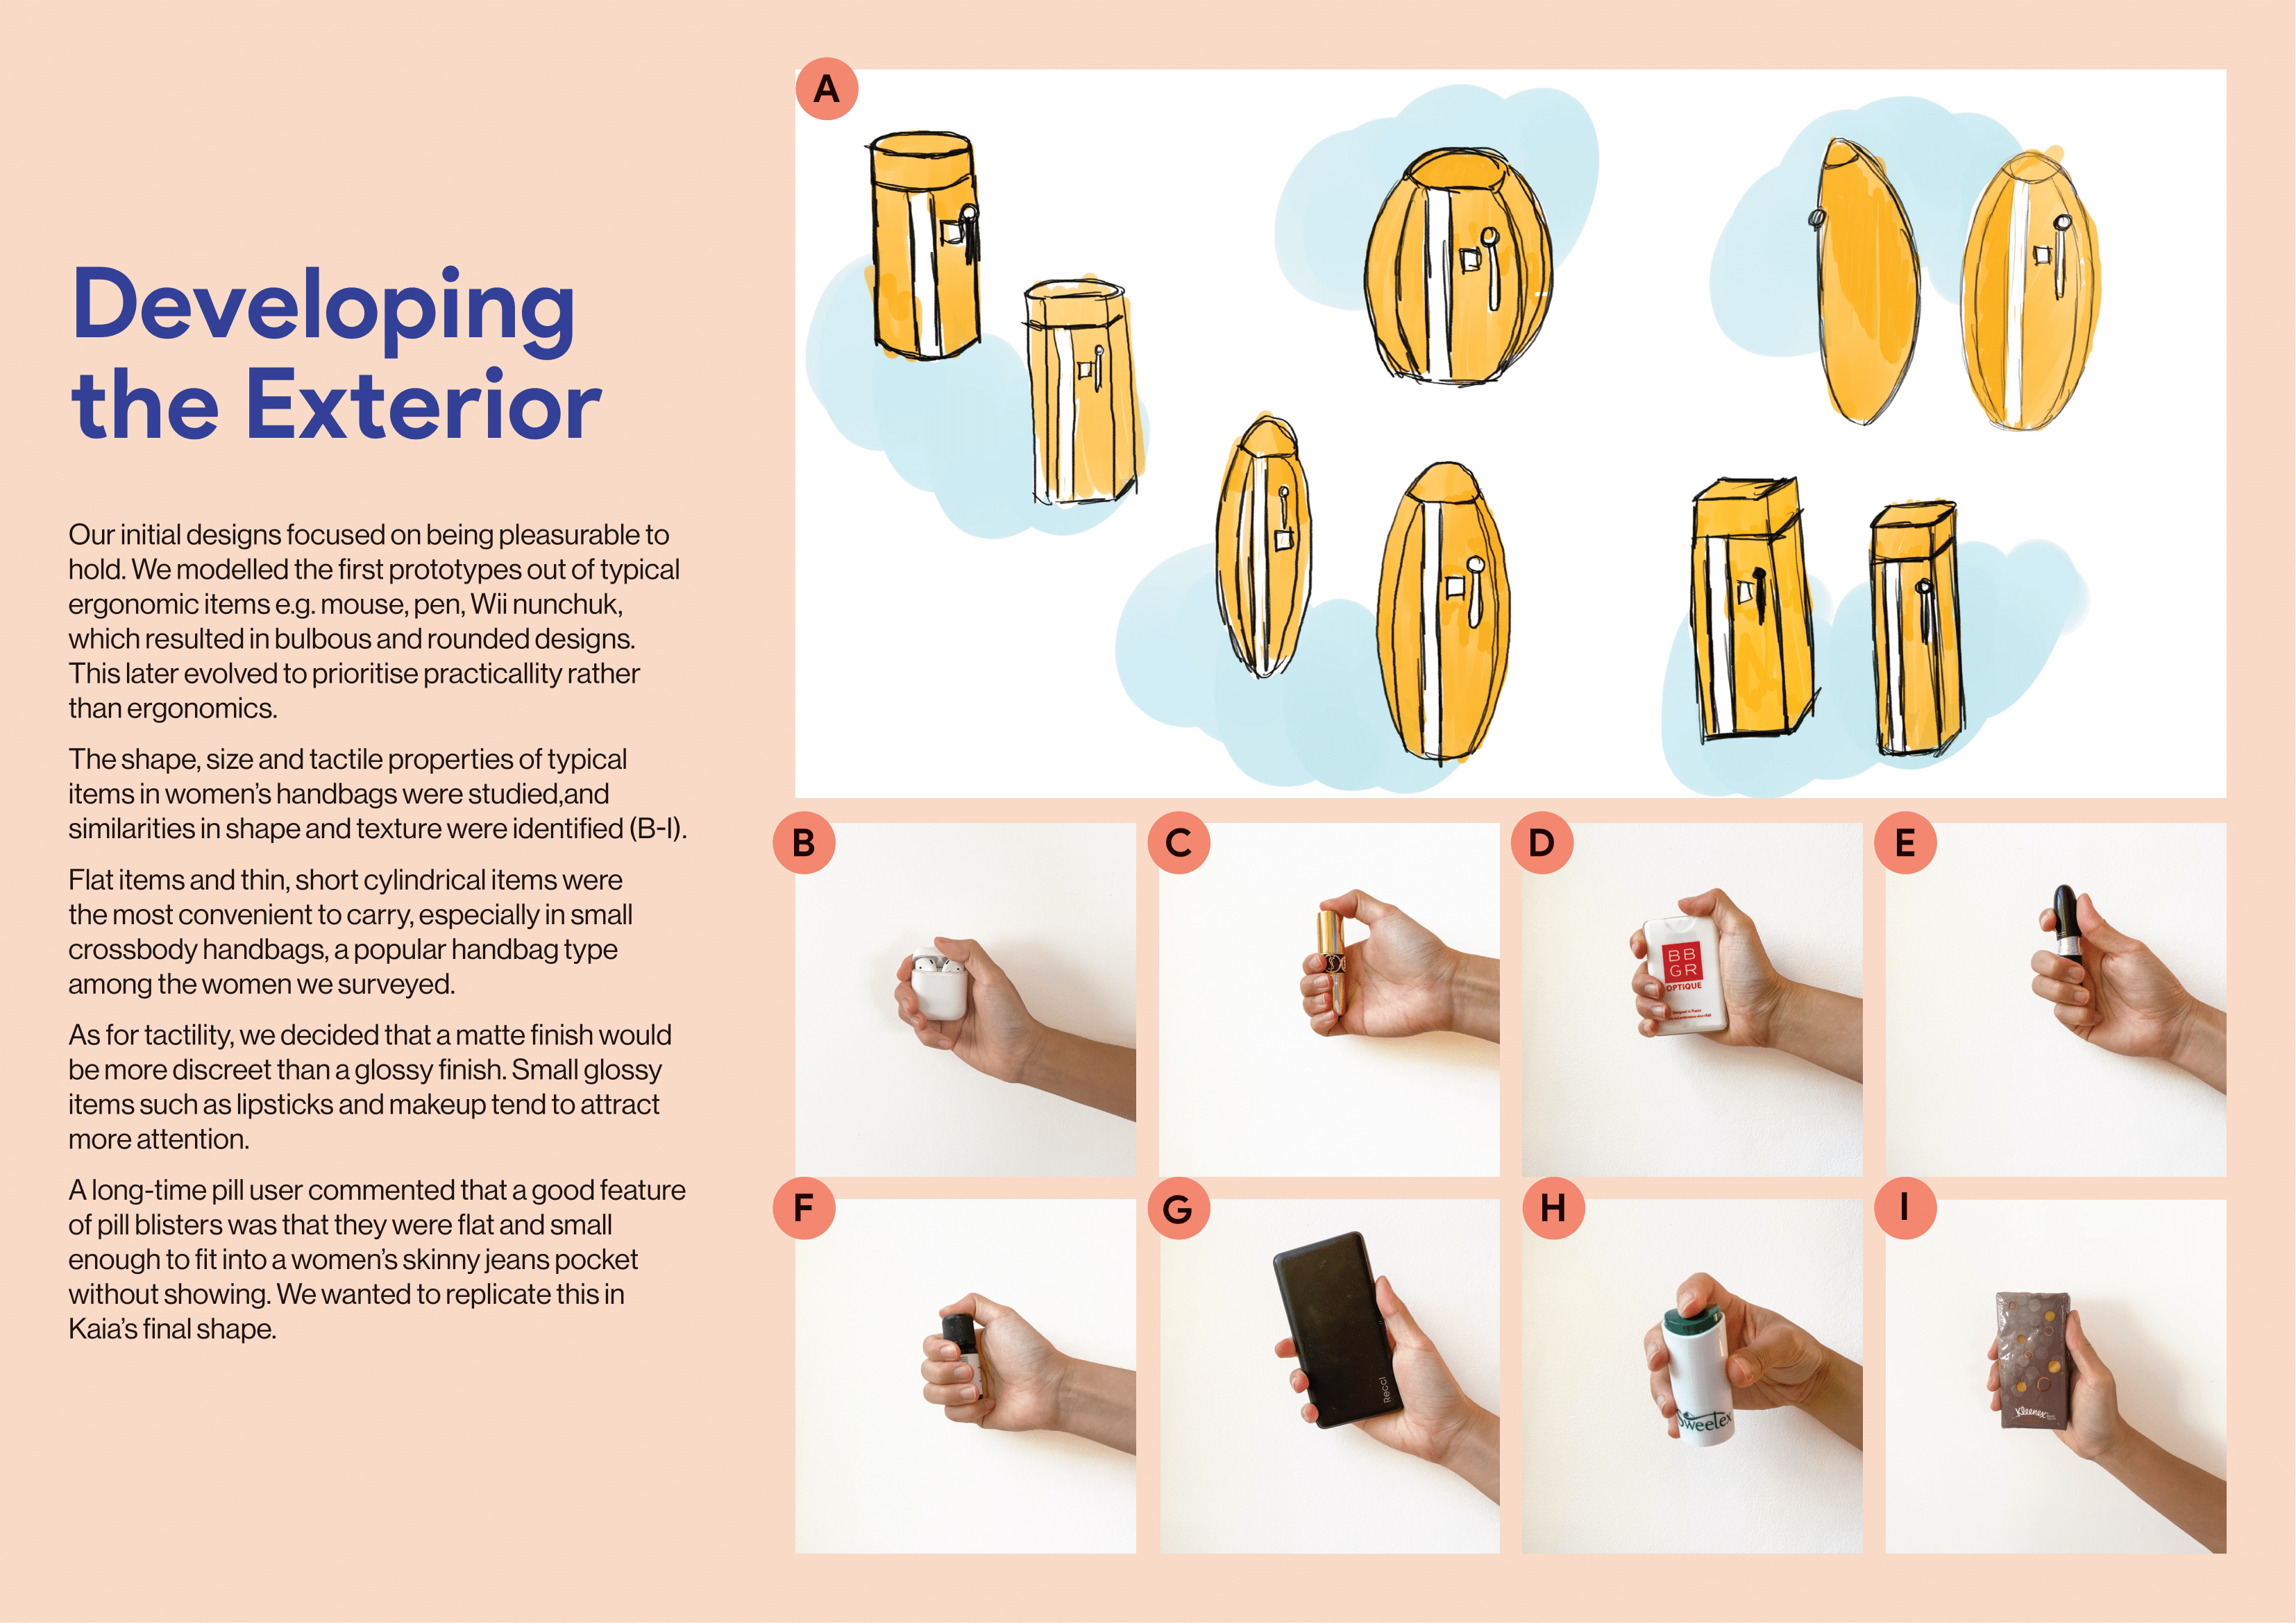 Developing
the Exterior
Our initial designs focused on being pleasurable to
hold. We modelled the first prototypes out of typical
ergonomic items e.g. mouse, pen, Wii nunchuk,
which resulted in bulbous and rounded designs.
This later evolved to prioritise practicallity rather
than ergonomics.
The shape, size and tactile properties of typical
items in women's handbags were studied,and
similarities in shape and texture were identified (B-I).
Flat items and thin, short cylindrical items were
the most convenient to carry, especially in small
crossbody handbags, a popular handbag type
among the women we surveyed.
As for tactility, we decided that a matte finish would
be more discreet than a glossy finish. Small glossy
items such as lipsticks and makeup tend to attract
more attention.
A long-time pill user commented that a good feature
of pill blisters was that they were flat and small
enough to fit into a women's skinny jeans pocket
without showing. We wanted to replicate this in
Kaia's final shape.
A
B
C
D
BB
GR
OPTIQUE
E
F
G
Recci
H
Sweetex
I
Kleenex